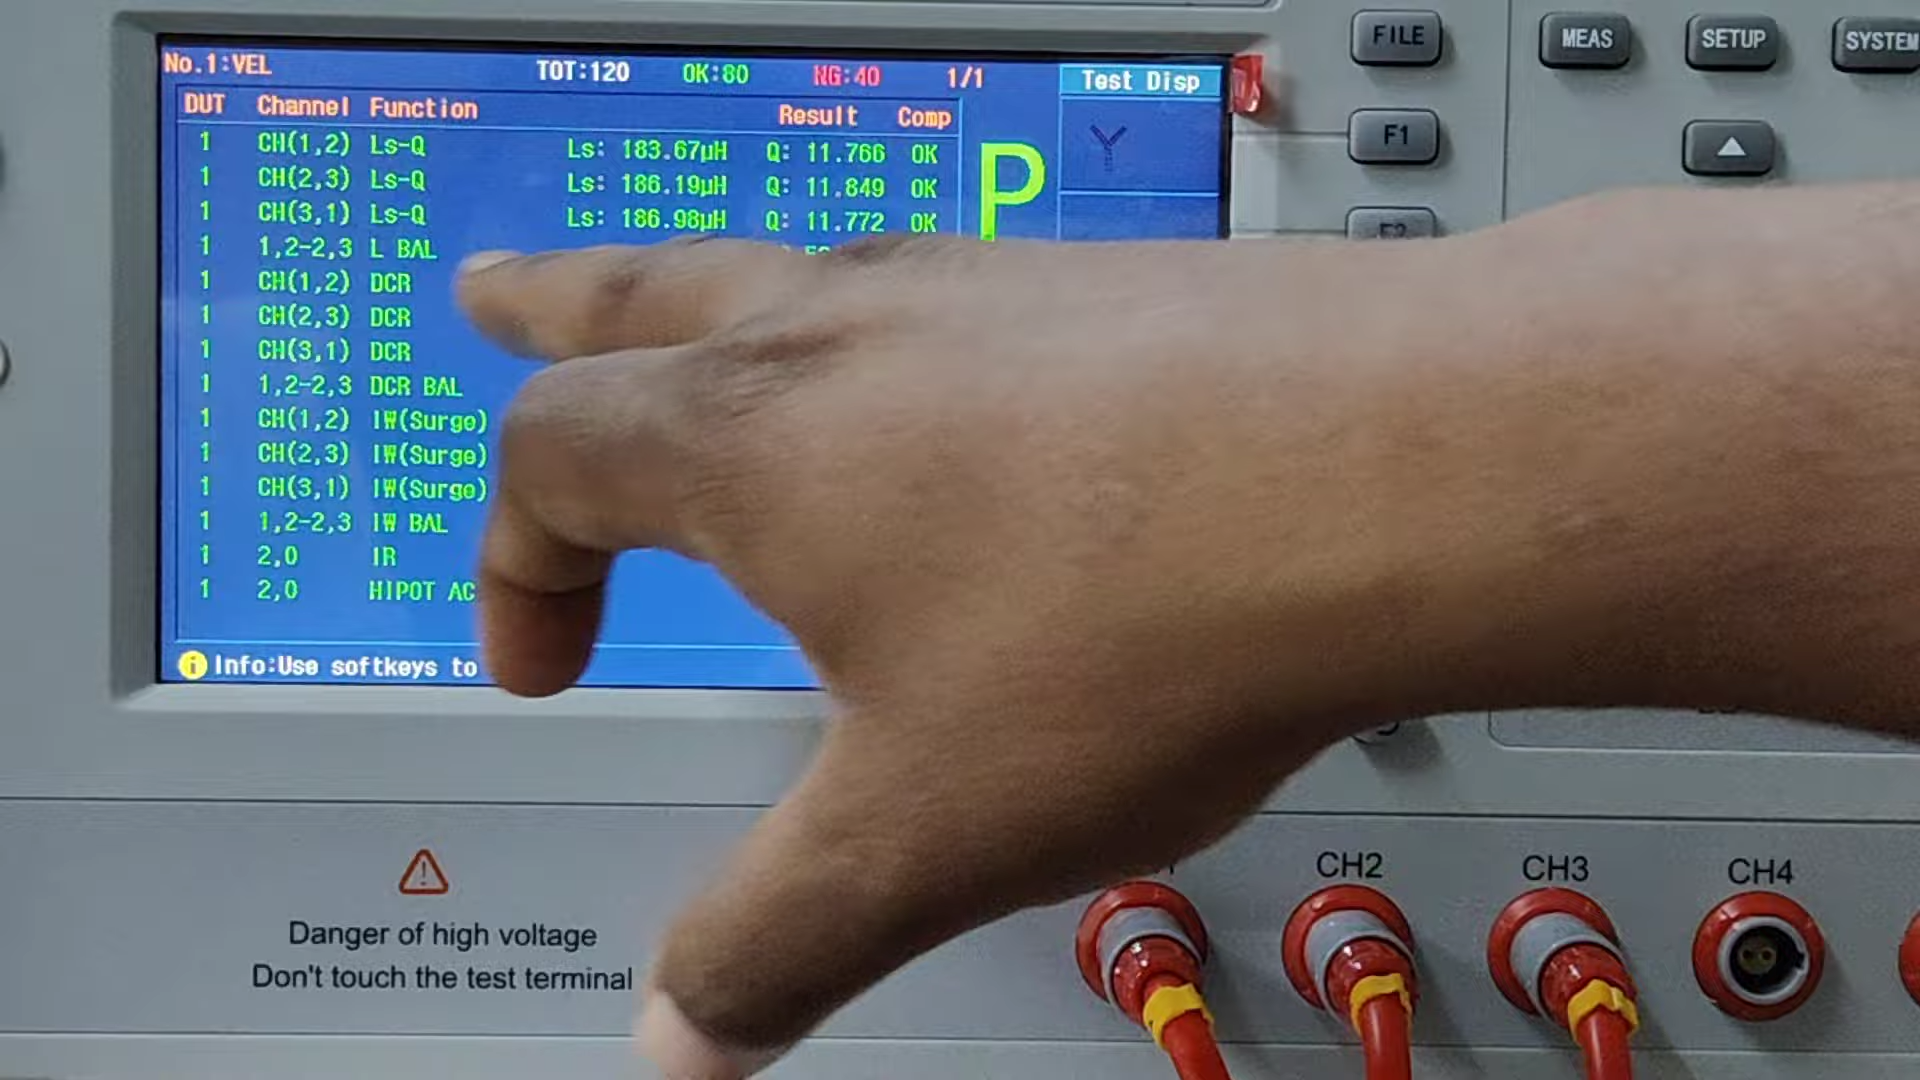 No.1:VEL TOT:120 OK:80 NG:40 1/1 Test Disp
DUT Channel Function Result Comp
1 CH(1,2) Ls-Q Ls: 183.67µH Q: 11.766 OK
1 CH(2,3) Ls-Q Ls: 186.19µH Q: 11.849 OK
1 CH(3,1) Ls-Q Ls: 186.98µH Q: 11.772 OK
1 1,2-2,3 L BAL
1 CH(1,2) DCR
1 CH(2,3) DCR
1 CH(3,1) DCR
1 1,2-2,3 DCR BAL
1 CH(1,2) IW(Surge)
1 CH(2,3) IW(Surge)
1 CH(3,1) IW(Surge)
1 1,2-2,3 IW BAL
1 2,0 IR
1 2,0 HIPOT AC
P
Y
i Info:Use softkeys to
FILE
MEAS
SETUP
SYSTEM
F1
Danger of high voltage
Don't touch the test terminal
CH2
CH3
CH4